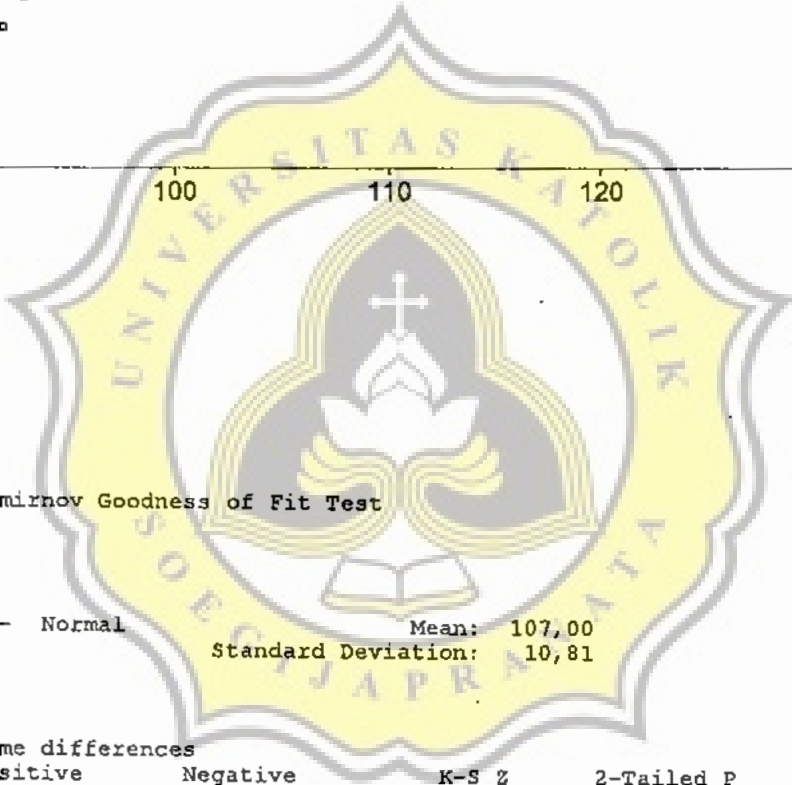 100 110 120
UNIVERSITAS KATOLIK
SOEGIJAPRANATA
mirnov Goodness of Fit Test
- Normal Mean: 107,00
Standard Deviation: 10,81
me differences
sitive Negative K-S Z 2-Tailed P